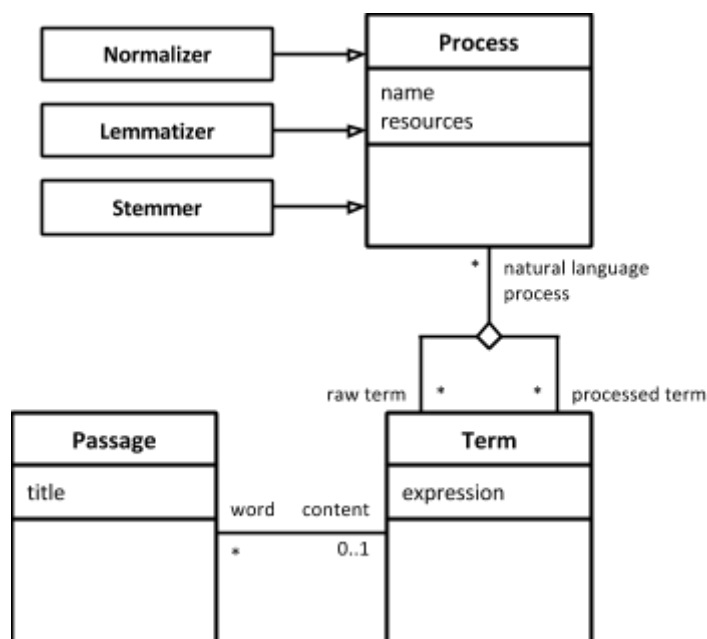 Normalizer
Process
name
resources
Lemmatizer
Stemmer
* natural language
process
raw term * * processed term
Passage
Term
title
expression
word content
* 0..1